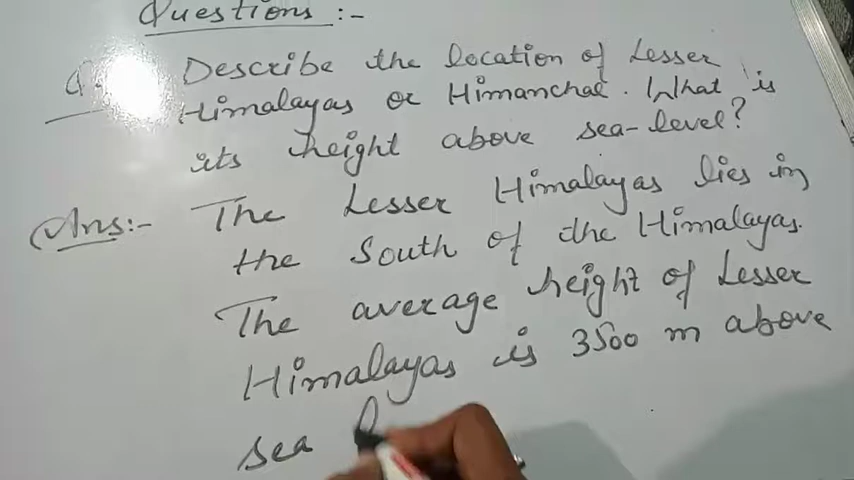 Questions :-
Q. Describe the location of Lesser
Himalayas or Himanchal. What is
its height above sea-level?
Ans:- The Lesser Himalayas lies in
the South of the Himalayas.
The average height of Lesser
Himalayas is 3500 m above
sea